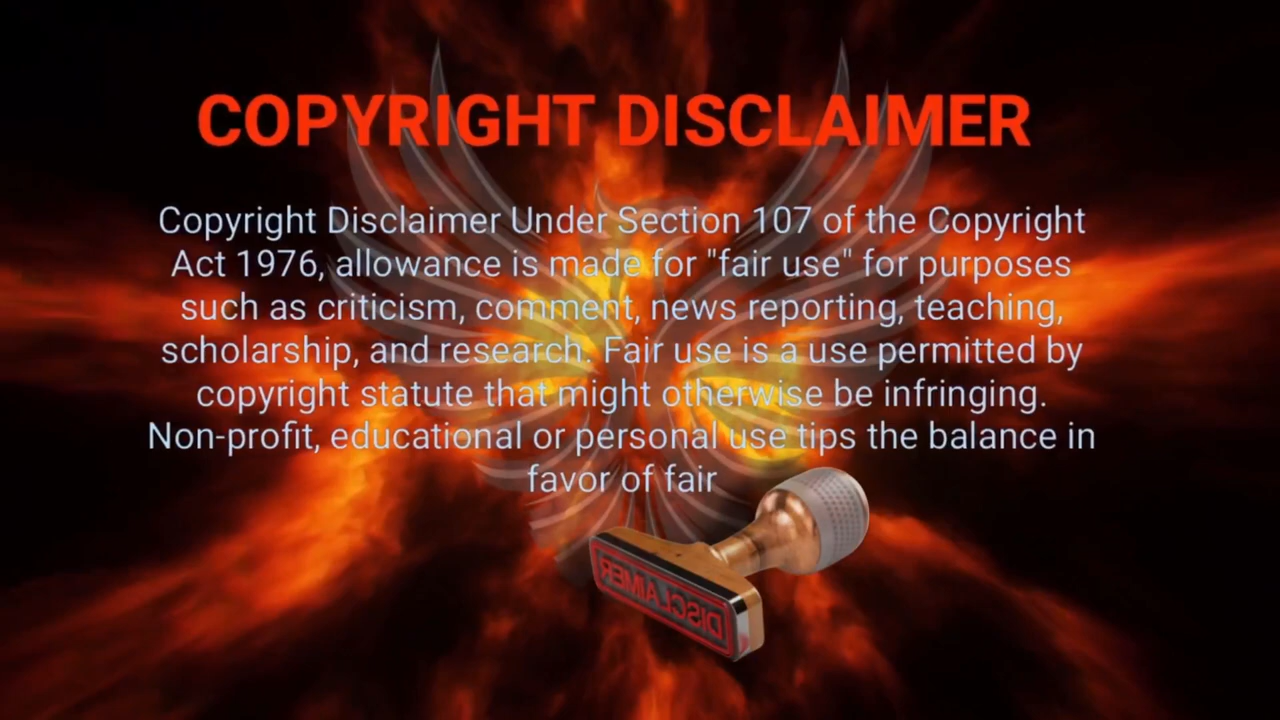 COPYRIGHT DISCLAIMER
Copyright Disclaimer Under Section 107 of the Copyright
Act 1976, allowance is made for "fair use" for purposes
such as criticism, comment, news reporting, teaching,
scholarship, and research. Fair use is a use permitted by
copyright statute that might otherwise be infringing.
Non-profit, educational or personal use tips the balance in
favor of fair
DISCLAIMER